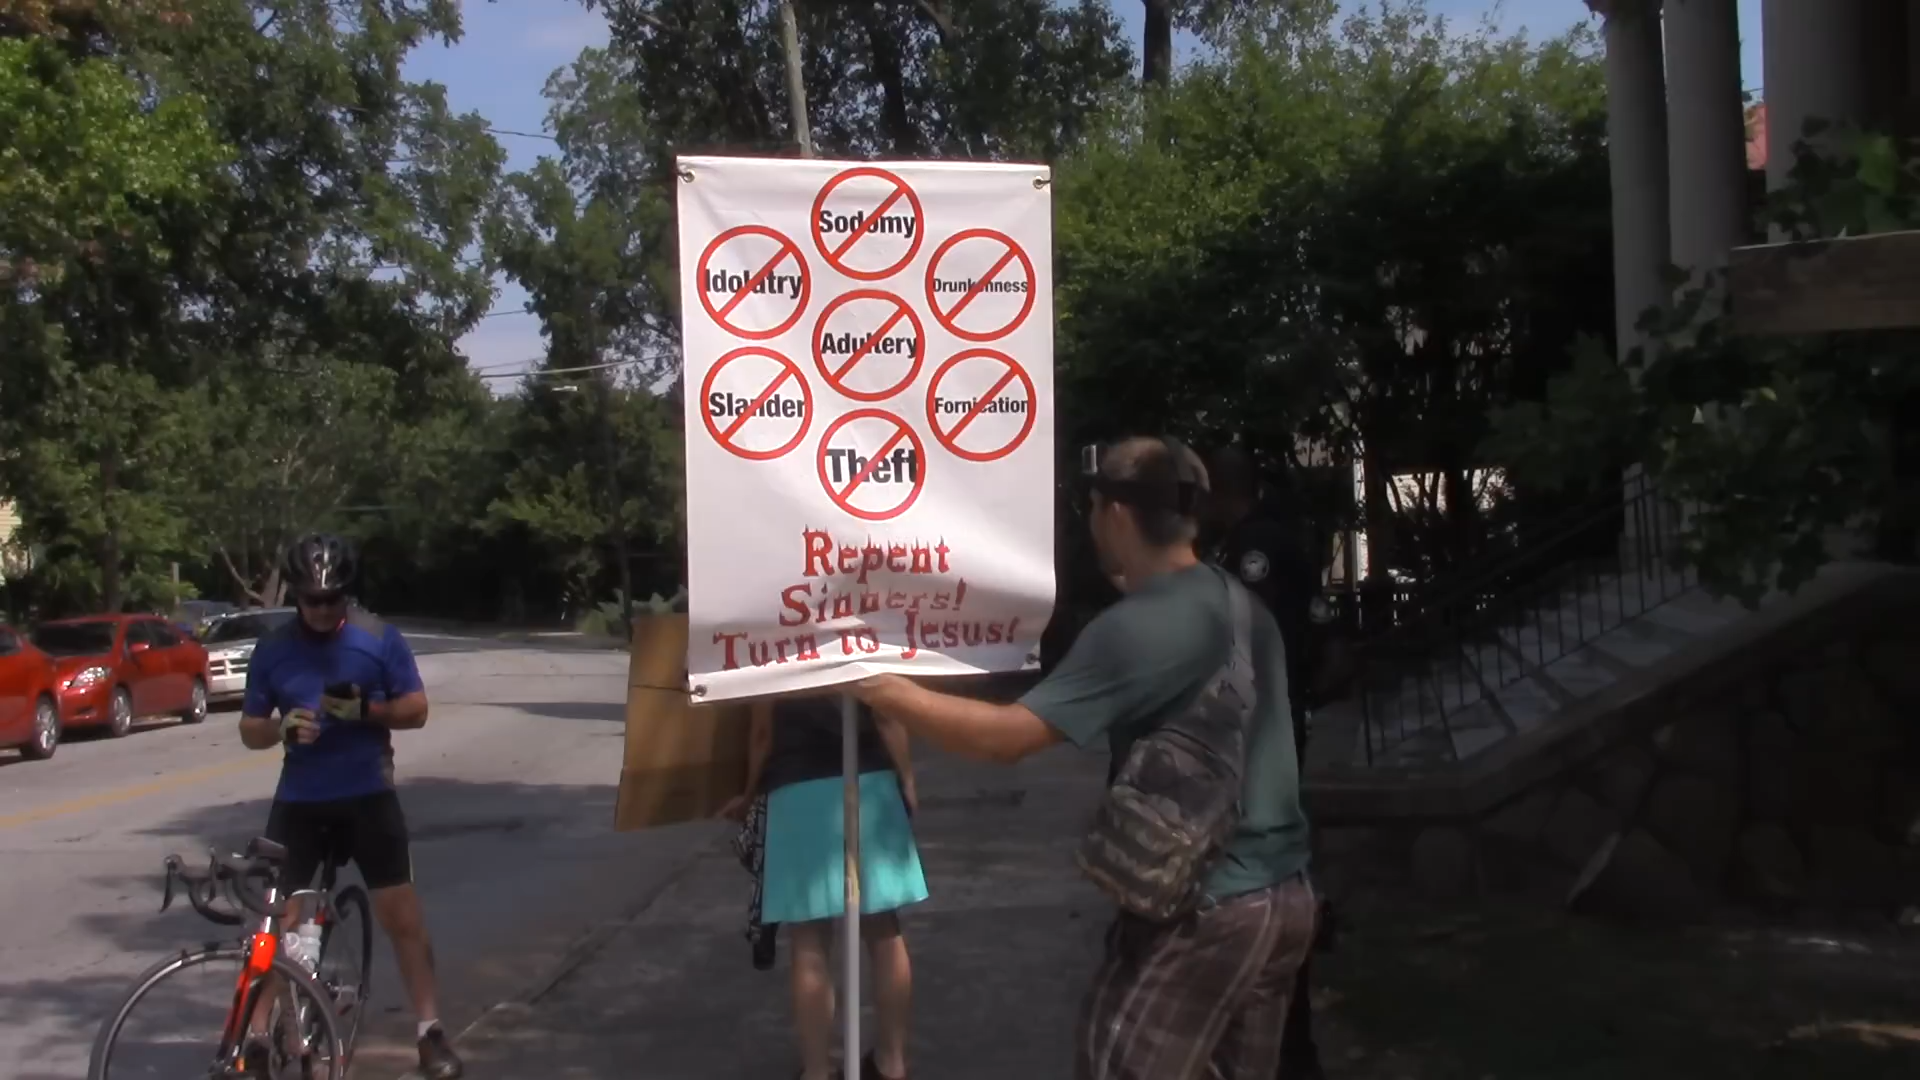 Sodomy
Idolatry
Drunkenness
Adultery
Slander
Fornication
Theft
Repent
Sinners!
Turn to Jesus!